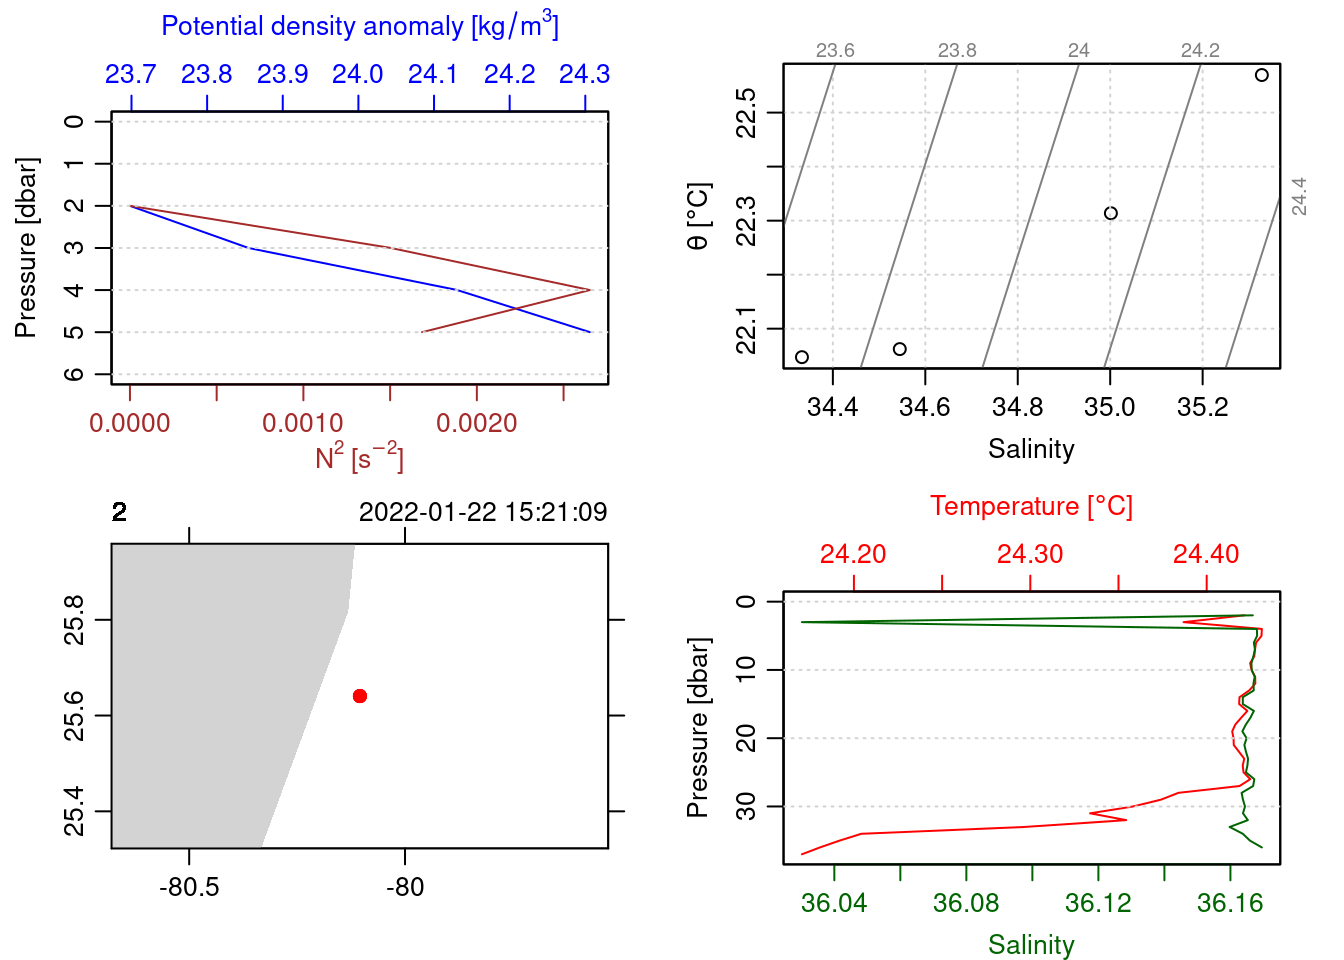 Potential density anomaly [kg/m³]
23.7 23.8 23.9 24.0 24.1 24.2 24.3
Pressure [dbar]
0
1
2
3
4
5
6
0.0000 0.0010 0.0020
N² [s⁻²]
23.6 23.8 24 24.2
24.4
θ [°C]
22.5
22.3
22.1
34.4 34.6 34.8 35.0 35.2
Salinity
2 2022-01-22 15:21:09
25.8
25.6
25.4
-80.5 -80
Temperature [°C]
24.20 24.30 24.40
Pressure [dbar]
0
10
20
30
36.04 36.08 36.12 36.16
Salinity